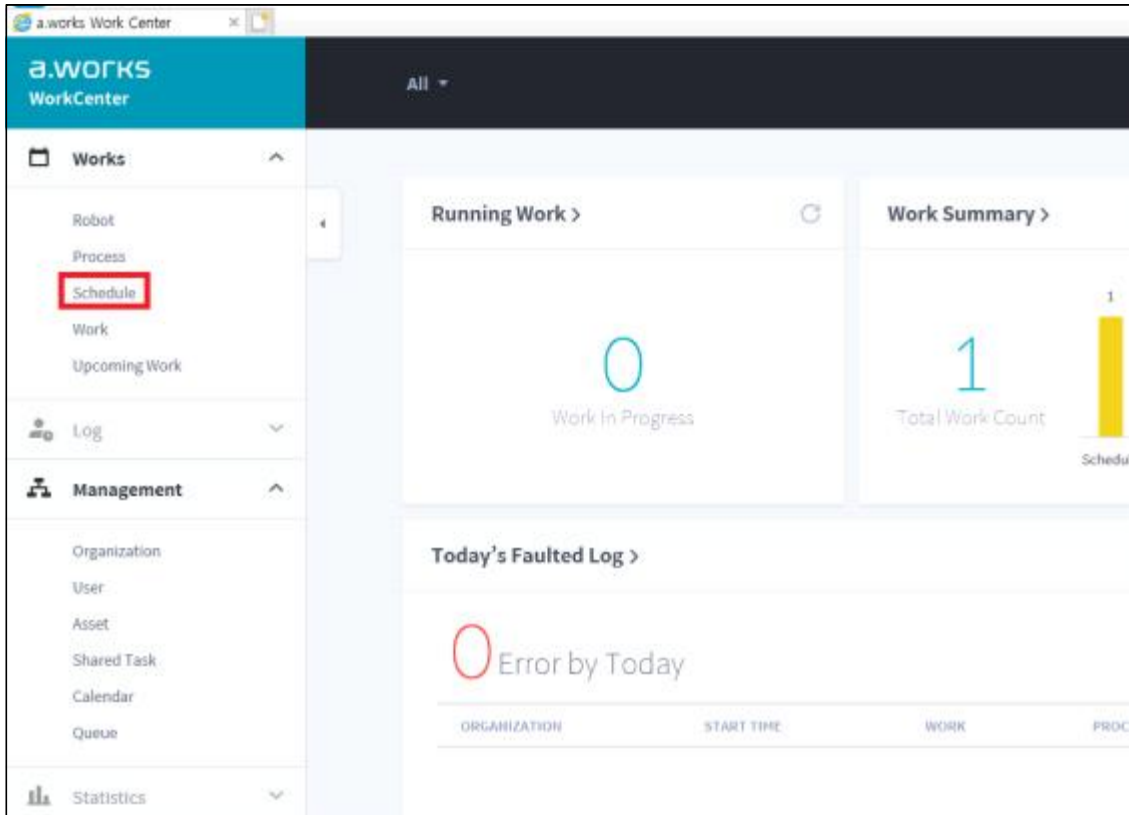 a.works Work Center
a.works
WorkCenter
All
Works
Robot
Process
Schedule
Work
Upcoming Work
Log
Management
Organization
User
Asset
Shared Task
Calendar
Queue
Statistics
Running Work >
0
Work In Progress
Work Summary >
1
Total Work Count
1
Schedu
Today's Faulted Log >
0 Error by Today
ORGANIZATION START TIME WORK PROC